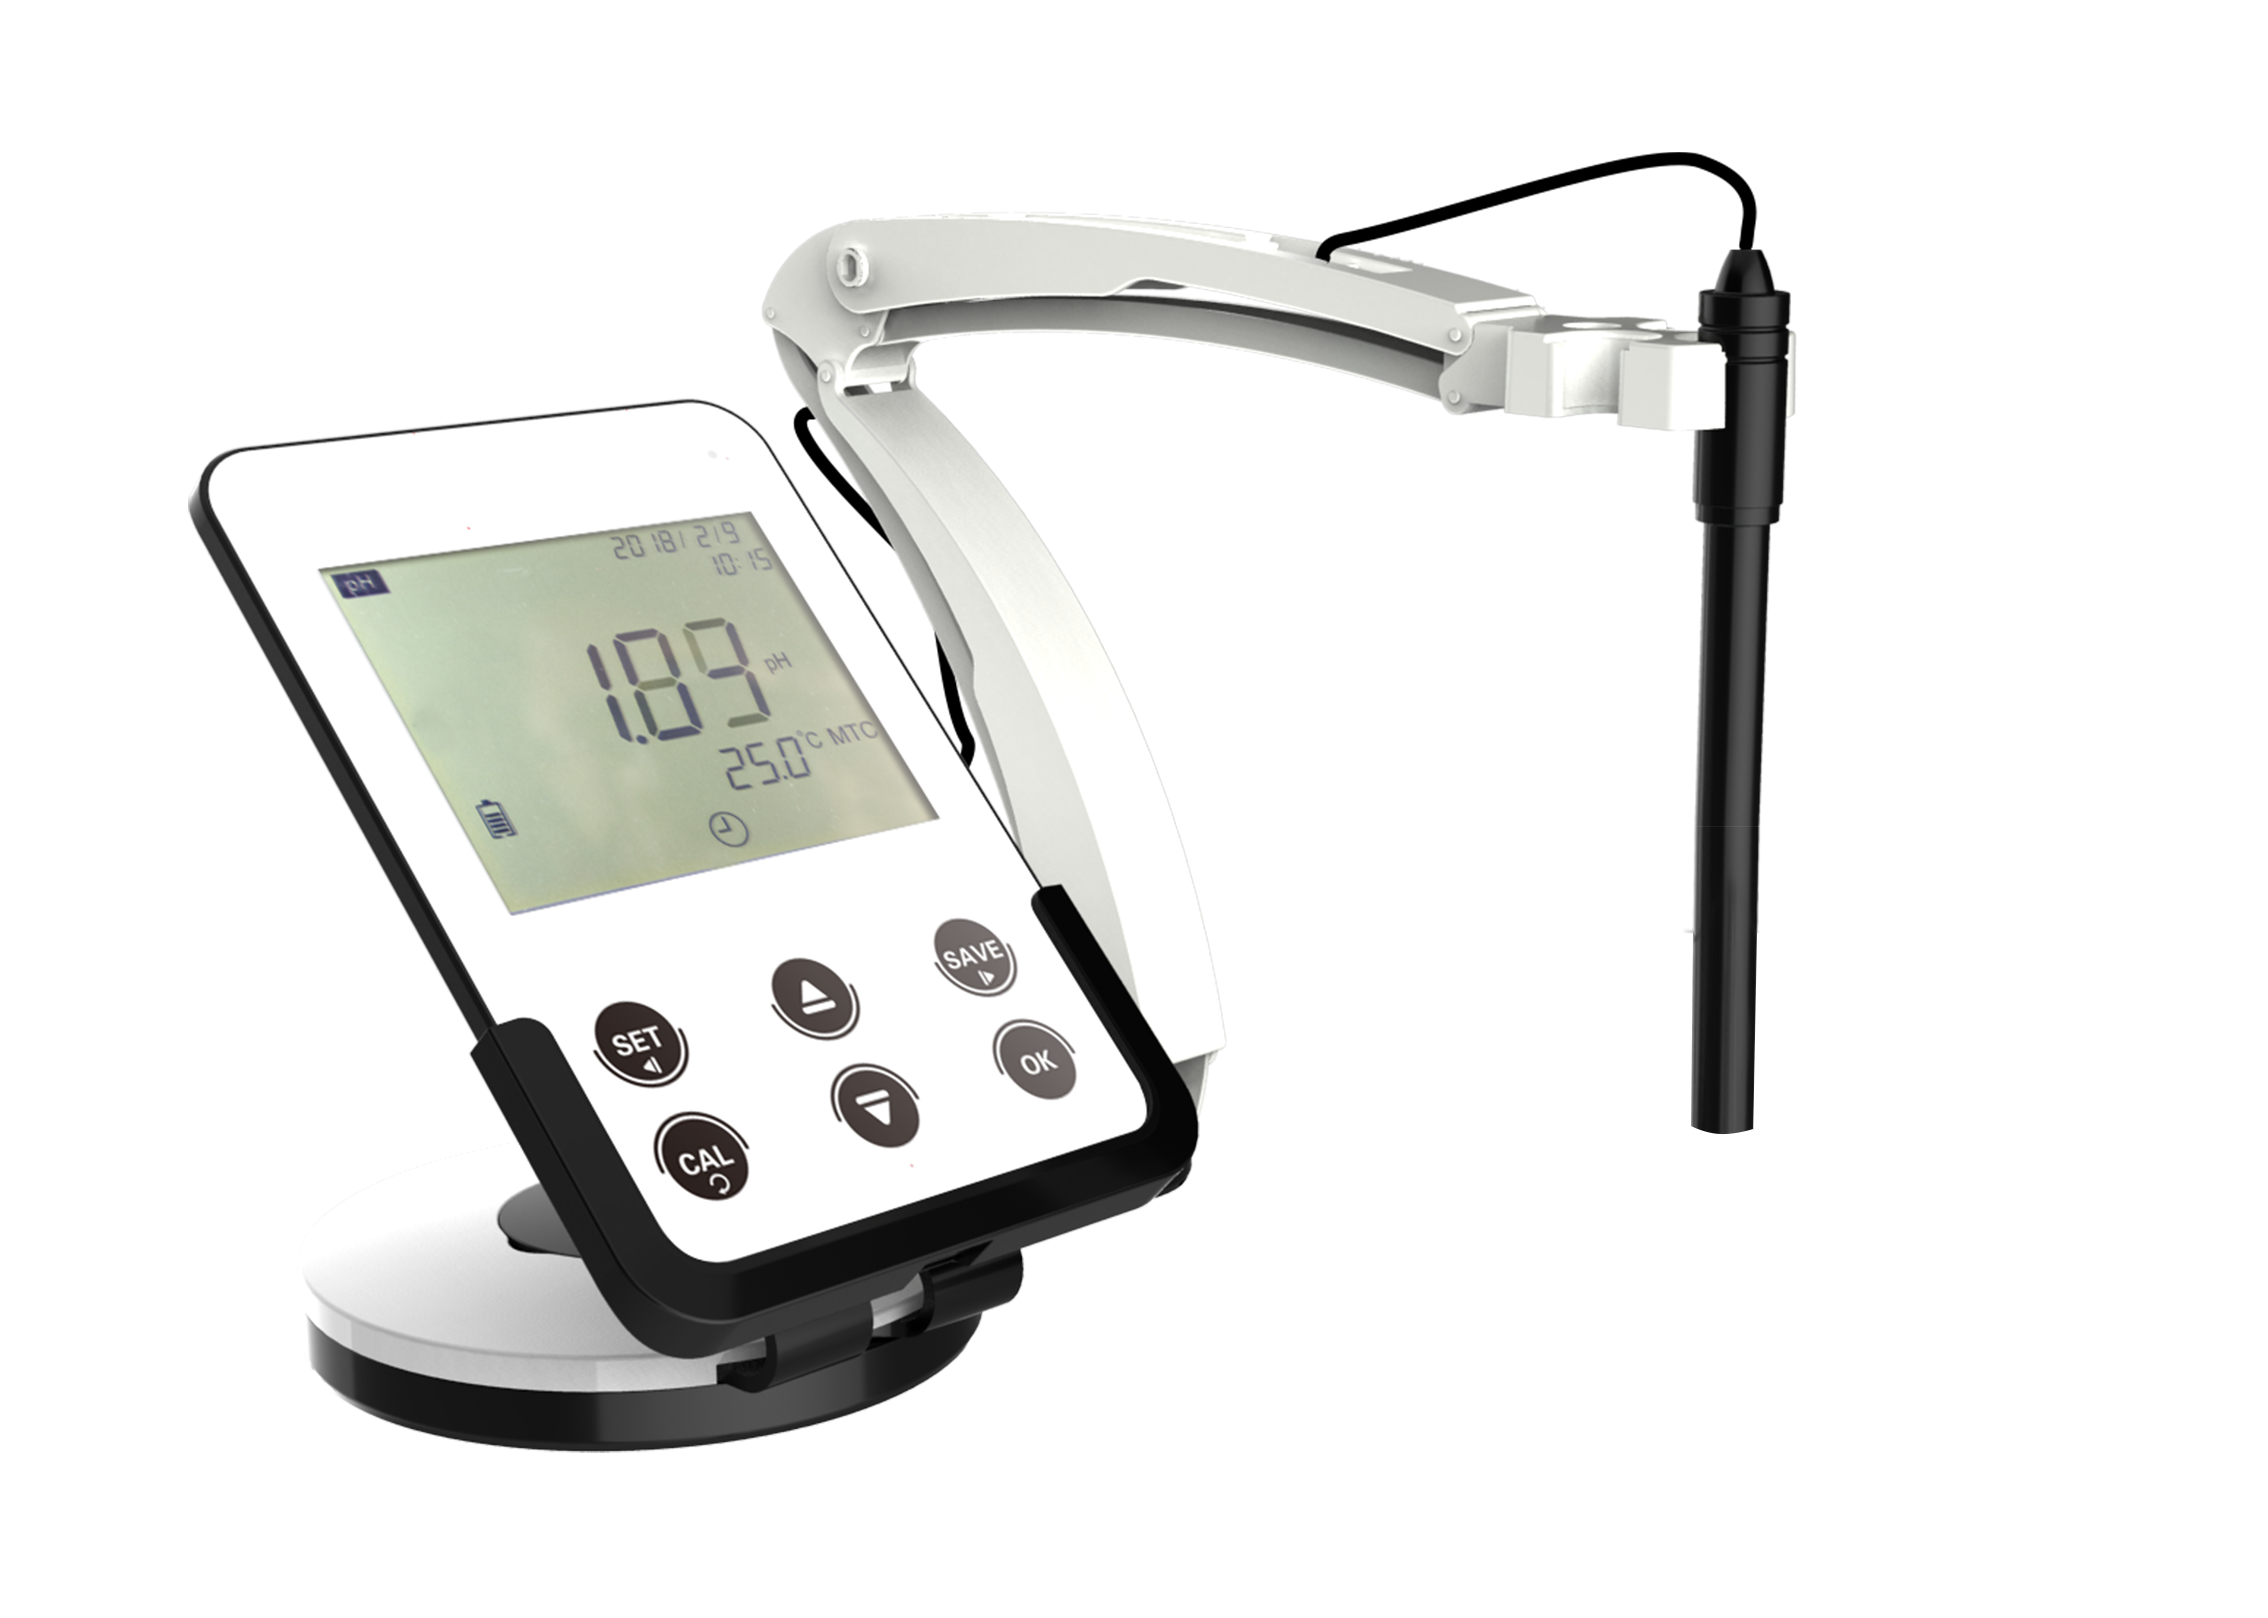 2018/ 2/9
10:15
pH
1.89 pH
25.0°C MTC
SET
SAVE
OK
CAL